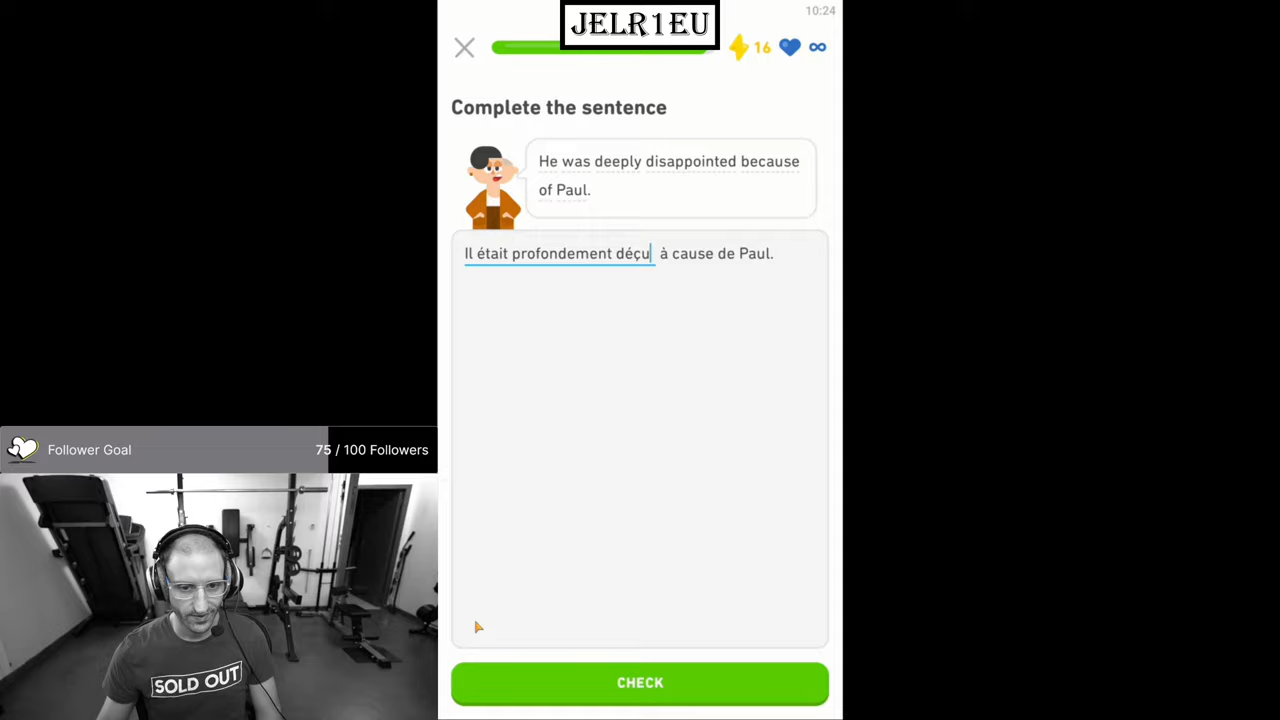 10:24
JELR1EU
16 ∞
Complete the sentence
He was deeply disappointed because
of Paul.
Il était profondement déçu à cause de Paul.
Follower Goal 75 / 100 Followers
SOLD OUT
CHECK